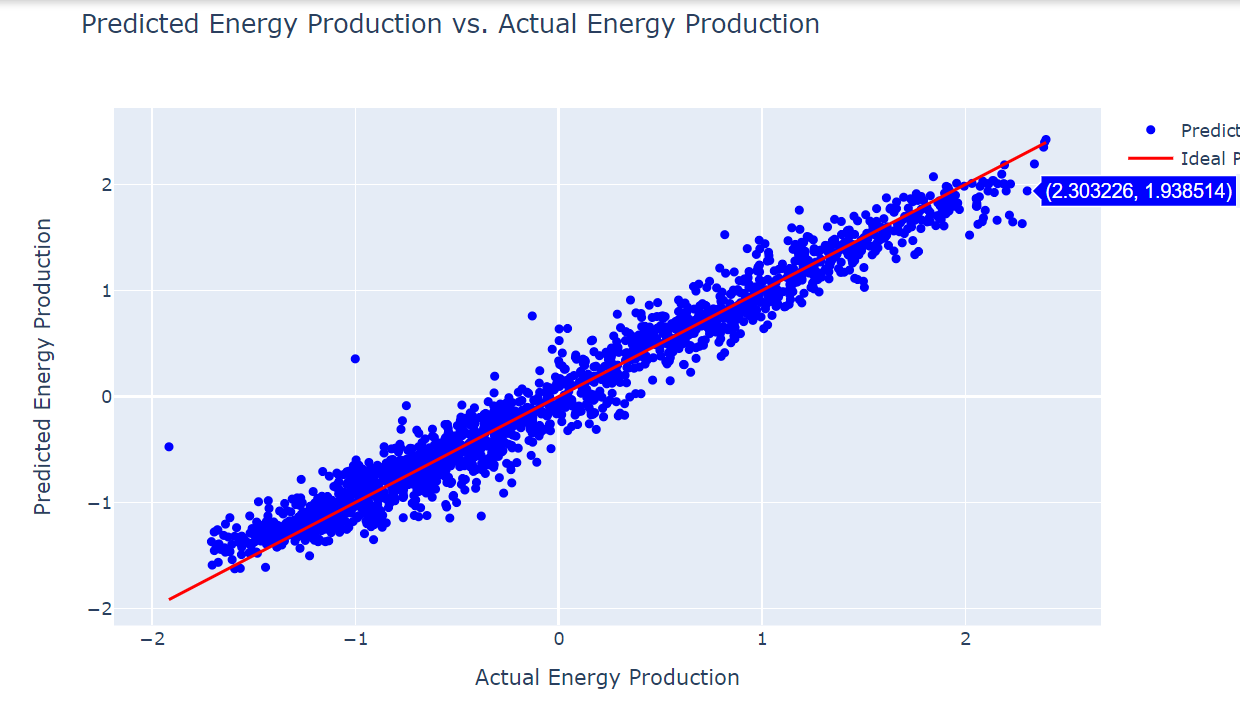 Predicted Energy Production vs. Actual Energy Production
Predict
Ideal P
(2.303226, 1.938514)
2
1
0
−1
−2
Predicted Energy Production
−2
−1
0
1
2
Actual Energy Production